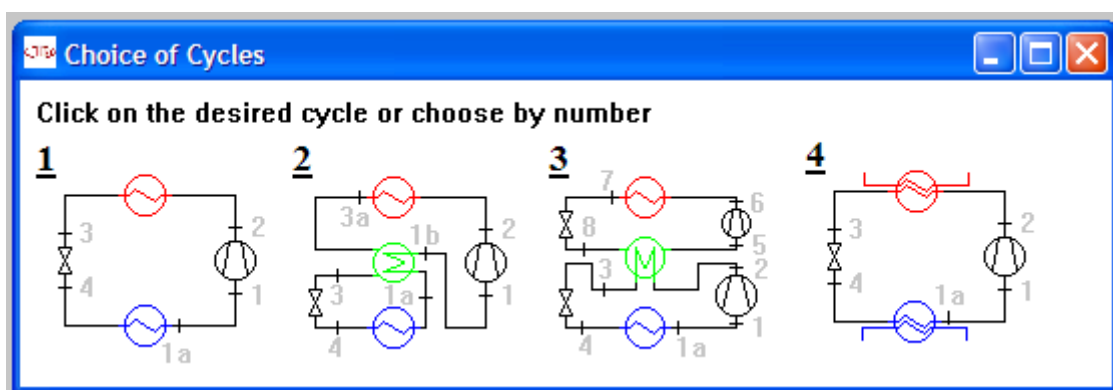 Choice of Cycles
Click on the desired cycle or choose by number
1 2 3 4
3 2 4 1 1a
3a 1b 2 3 1a 1 4
7 6 8 5 3 2 4 1a 1
3 2 4 1a 1